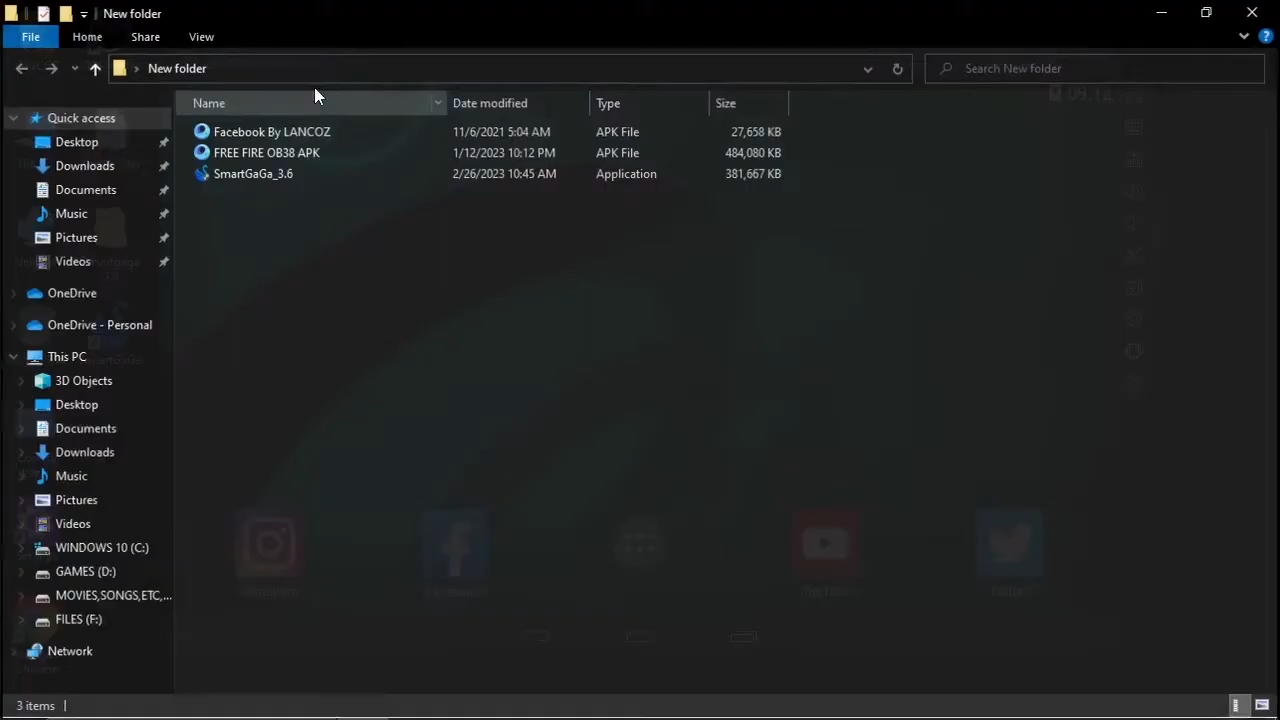 New folder
File Home Share View
New folder Search New folder
Name Date modified Type Size
Facebook By LANCOZ 11/6/2021 5:04 AM APK File 27,658 KB
FREE FIRE OB38 APK 1/12/2023 10:12 PM APK File 484,080 KB
SmartGaGa_3.6 2/26/2023 10:45 AM Application 381,667 KB
Quick access
Desktop
Downloads
Documents
Music
Pictures
Videos
OneDrive
OneDrive - Personal
This PC
3D Objects
Desktop
Documents
Downloads
Music
Pictures
Videos
WINDOWS 10 (C:)
GAMES (D:)
MOVIES,SONGS,ETC,...
FILES (F:)
Network
3 items